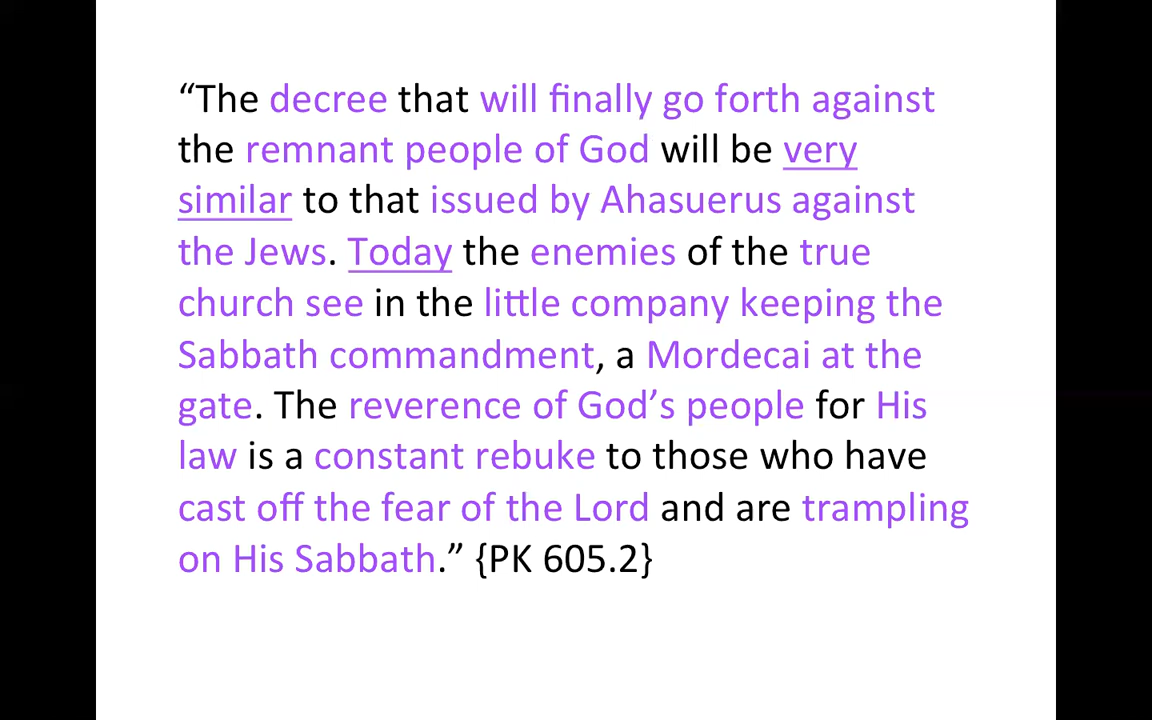 “The decree that will finally go forth against
the remnant people of God will be very
similar to that issued by Ahasuerus against
the Jews. Today the enemies of the true
church see in the little company keeping the
Sabbath commandment, a Mordecai at the
gate. The reverence of God’s people for His
law is a constant rebuke to those who have
cast off the fear of the Lord and are trampling
on His Sabbath.” {PK 605.2}